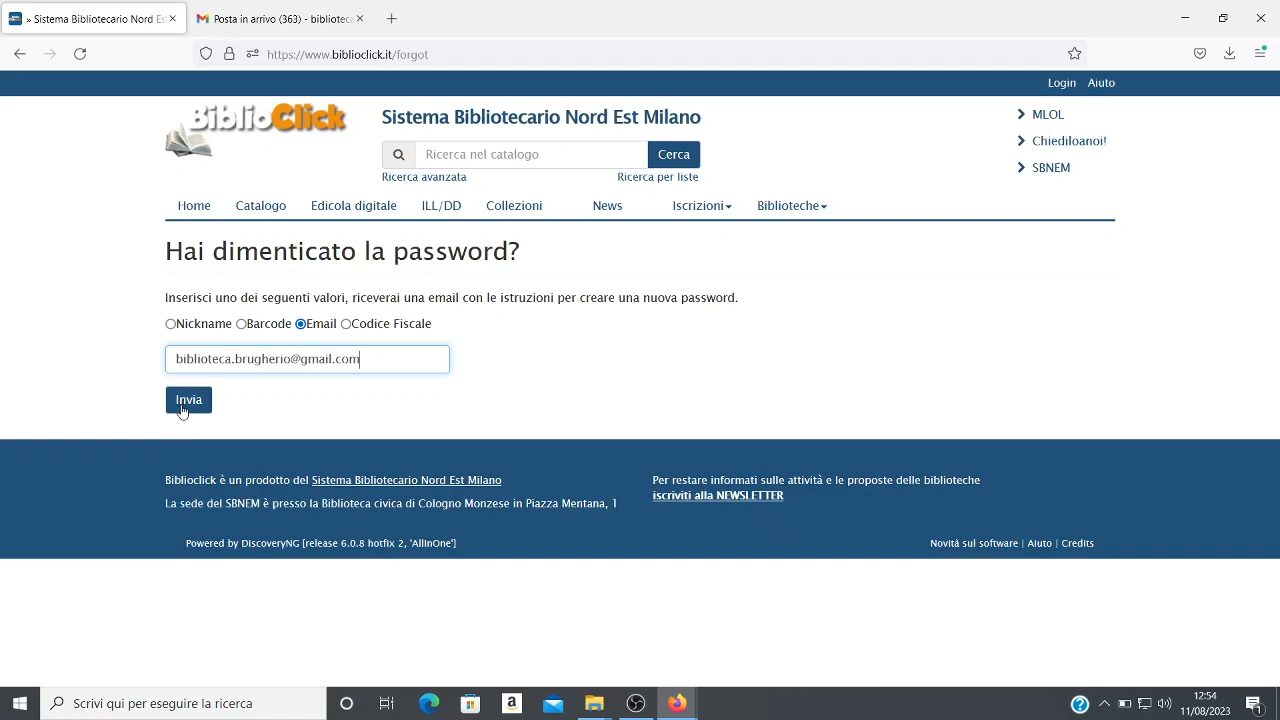 » Sistema Bibliotecario Nord Es
Posta in arrivo (363) - biblioteca
https://www.biblioclick.it/forgot
Login Aiuto
BiblioClick
Sistema Bibliotecario Nord Est Milano
MLOL
Chiediloanoi!
SBNEM
Ricerca nel catalogo
Cerca
Ricerca avanzata
Ricerca per liste
Home Catalogo Edicola digitale ILL/DD Collezioni News Iscrizioni Biblioteche
Hai dimenticato la password?
Inserisci uno dei seguenti valori, riceverai una email con le istruzioni per creare una nuova password.
Nickname Barcode Email Codice Fiscale
biblioteca.brugherio@gmail.com
Invia
Biblioclick è un prodotto del Sistema Bibliotecario Nord Est Milano
La sede del SBNEM è presso la Biblioteca civica di Cologno Monzese in Piazza Mentana, 1
Per restare informati sulle attività e le proposte delle biblioteche
iscriviti alla NEWSLETTER
Powered by DiscoveryNG [release 6.0.8 hotfix 2, "AllInOne"]
Novità sul software | Aiuto | Credits
Scrivi qui per eseguire la ricerca
12:54
11/08/2023